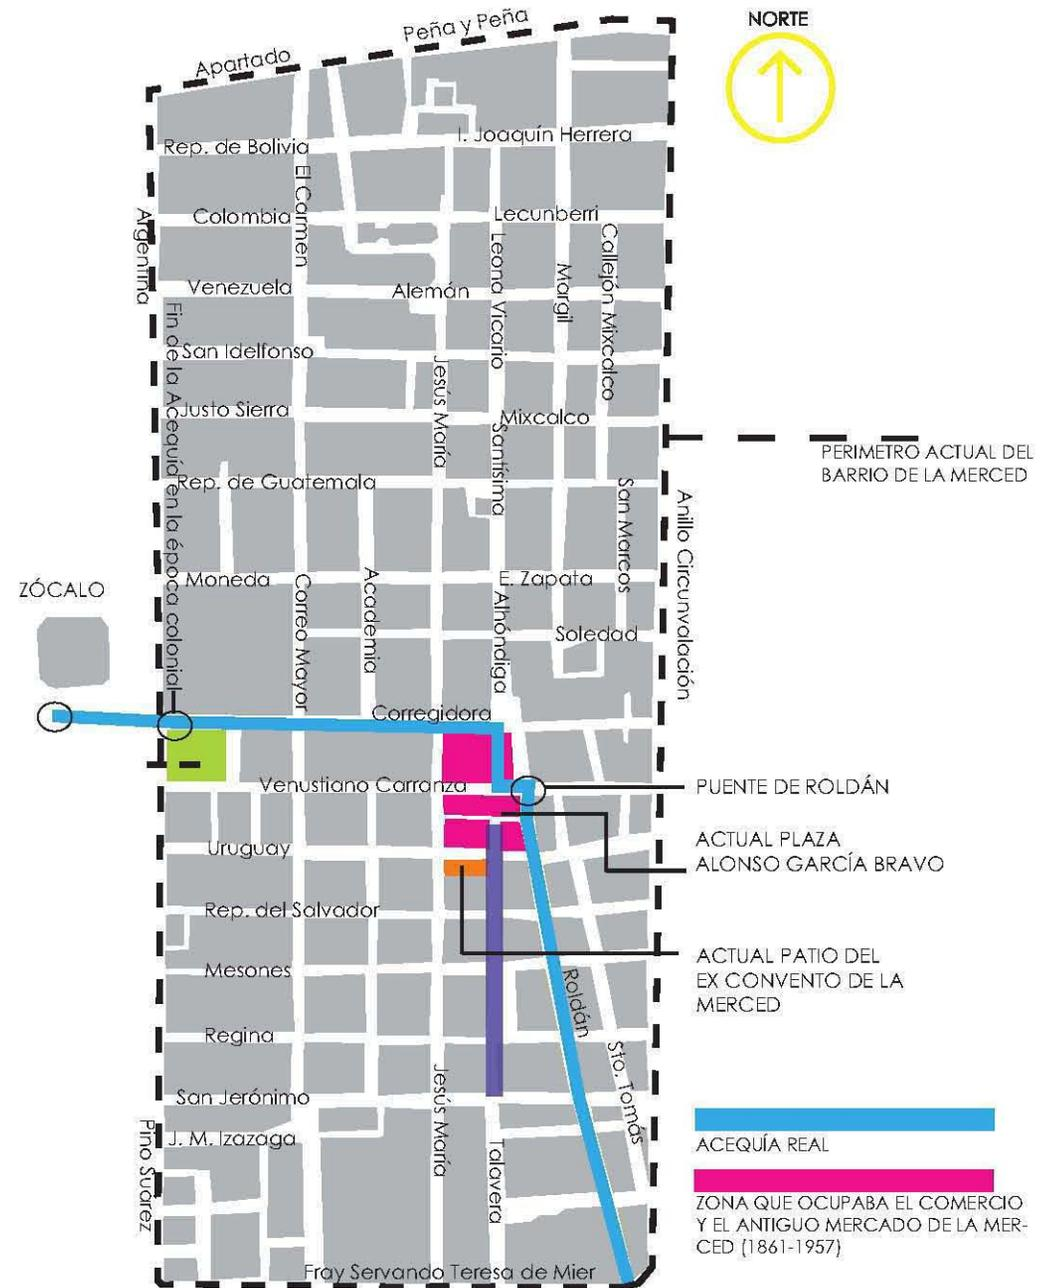 NORTE
Peña y Peña
Apartado
I. Joaquín Herrera
Rep. de Bolivia
El Carmen
Argentina
Colombia
Lecunberri
Leona Vicario
Callejón Mixcalco
Margil
Venezuela
Alemán
Fin de la Acequía en la época colonial
San Idelfonso
Jesús María
Justo Sierra
Mixcalco
Santísima
PERIMETRO ACTUAL DEL
BARRIO DE LA MERCED
Rep. de Guatemala
San Marcos
Anillo Circunvalación
ZÓCALO
Moneda
Correo Mayor
Academia
E. Zapata
Alhóndiga
Soledad
Corregidora
Venustiano Carranza
PUENTE DE ROLDÁN
Uruguay
ACTUAL PLAZA
ALONSO GARCÍA BRAVO
Rep. del Salvador
ACTUAL PATIO DEL
EX CONVENTO DE LA
MERCED
Mesones
Roldán
Regina
Sto. Tomás
Jesús María
San Jerónimo
Pino Suárez
J. M. Izazaga
Talavera
ACEQUÍA REAL
ZONA QUE OCUPABA EL COMERCIO
Y EL ANTIGUO MERCADO DE LA MER-
CED (1861-1957)
Fray Servando Teresa de Mier